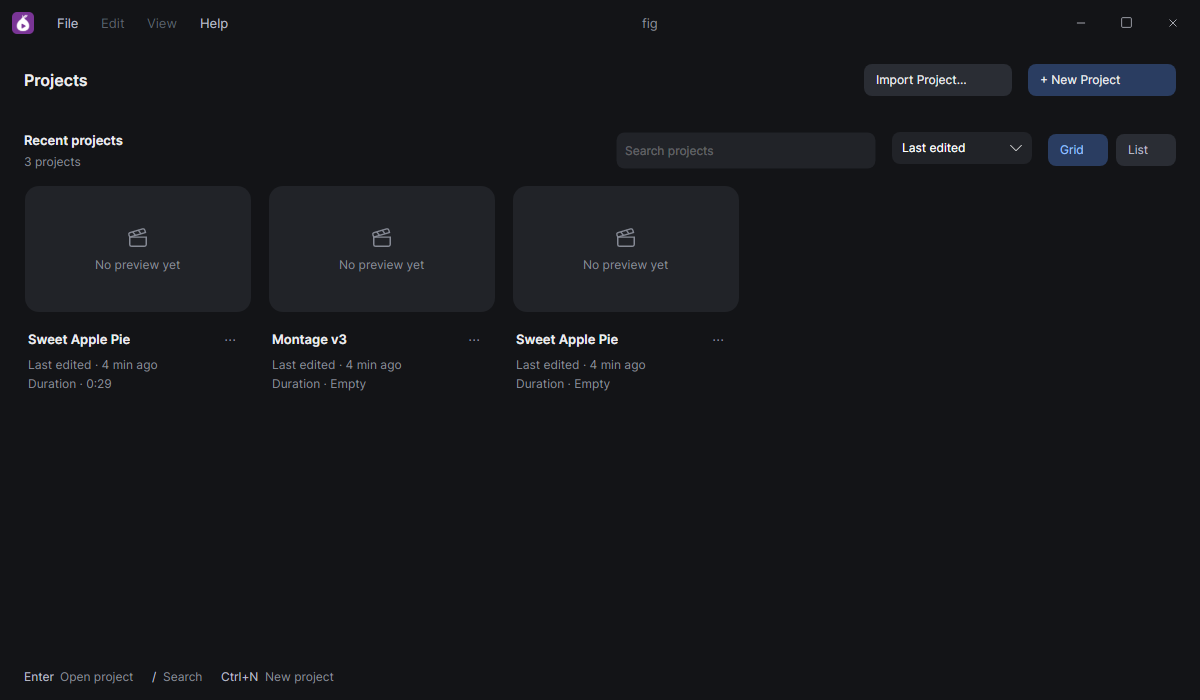 File Edit View Help fig
Projects
Import Project...
+ New Project
Recent projects
3 projects
Search projects
Last edited
Grid
List
No preview yet
No preview yet
No preview yet
Sweet Apple Pie ...
Last edited · 4 min ago
Duration · 0:29
Montage v3 ...
Last edited · 4 min ago
Duration · Empty
Sweet Apple Pie ...
Last edited · 4 min ago
Duration · Empty
Enter Open project / Search Ctrl+N New project